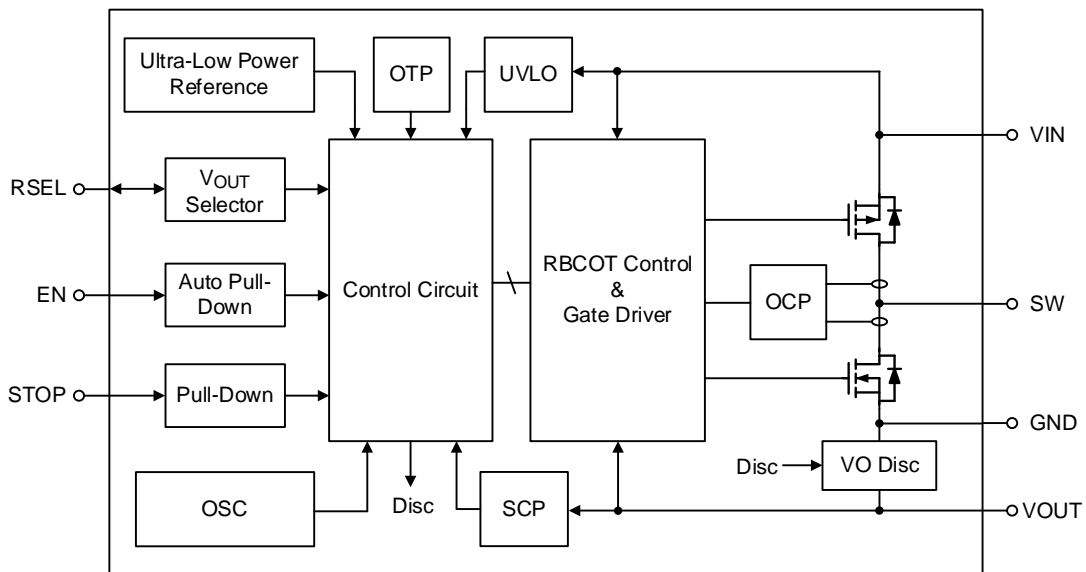 Ultra-Low Power
Reference
OTP
UVLO
VIN
RSEL
VOUT
Selector
EN
Auto Pull-
Down
Control Circuit
RBCOT Control
&
Gate Driver
OCP
SW
STOP
Pull-Down
GND
OSC
Disc
SCP
Disc
VO Disc
VOUT